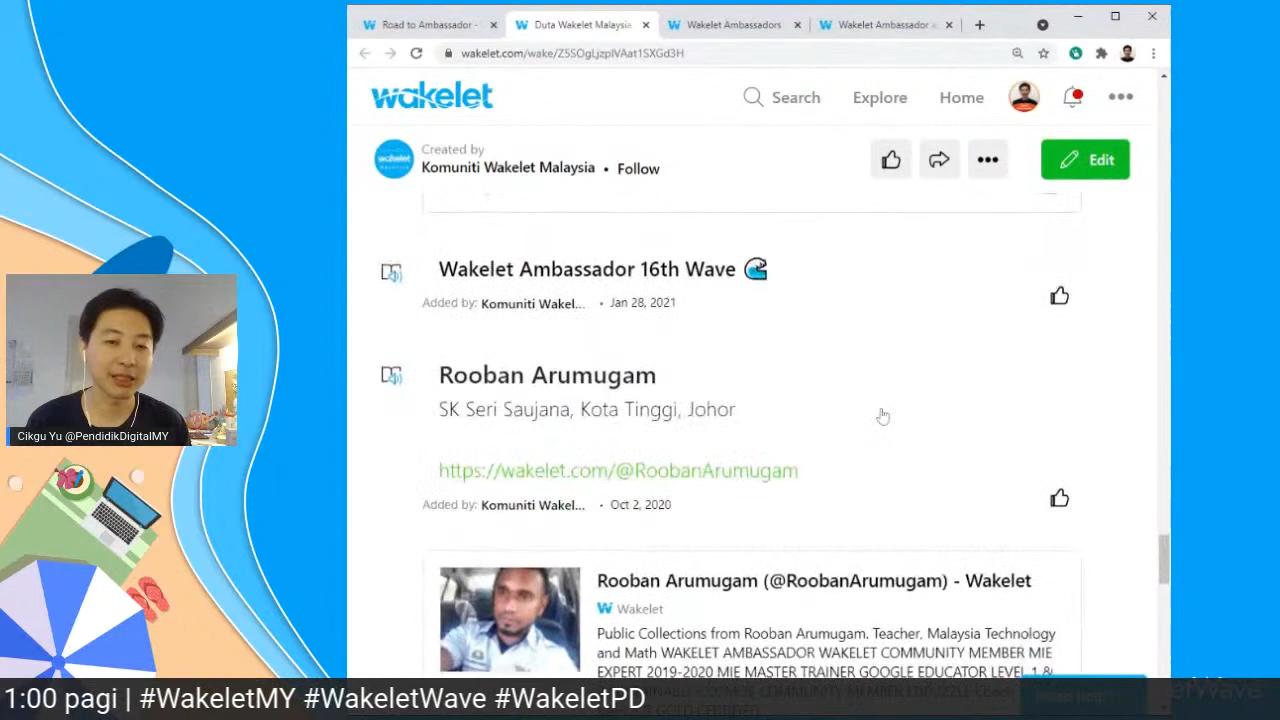 Road to Ambassador -
Duta Wakelet Malaysia
Wakelet Ambassadors
Wakelet Ambassador
wakelet.com/wake/Z5SOgLjzpIVAat1SXGd3H
wakelet
Search
Explore
Home
Created by
Komuniti Wakelet Malaysia • Follow
Edit
Wakelet Ambassador 16th Wave
Added by: Komuniti Wakel... • Jan 28, 2021
Rooban Arumugam
SK Seri Saujana, Kota Tinggi, Johor
https://wakelet.com/@RoobanArumugam
Added by: Komuniti Wakel... • Oct 2, 2020
Rooban Arumugam (@RoobanArumugam) - Wakelet
Wakelet
Public Collections from Rooban Arumugam. Teacher, Malaysia Technology
and Math WAKELET AMBASSADOR WAKELET COMMUNITY MEMBER MIE
EXPERT 2019-2020 MIE MASTER TRAINER GOOGLE EDUCATOR LEVEL 1 &
Cikgu Yu @PendidikDigitalMY
1:00 pagi | #WakeletMY #WakeletWave #WakeletPD